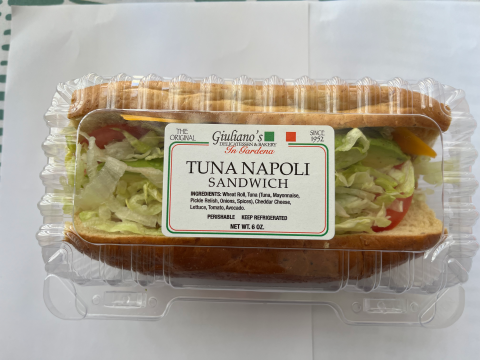 THE ORIGINAL
Giuliano's
SINCE 1952
DELICATESSEN & BAKERY
In Gardena
TUNA NAPOLI
SANDWICH
INGREDIENTS: Wheat Roll, Tuna (Tuna, Mayonnaise,
Pickle Relish, Onions, Spices), Cheddar Cheese,
Lettuce, Tomato, Avocado.
PERISHABLE KEEP REFRIGERATED
NET WT. 6 OZ.